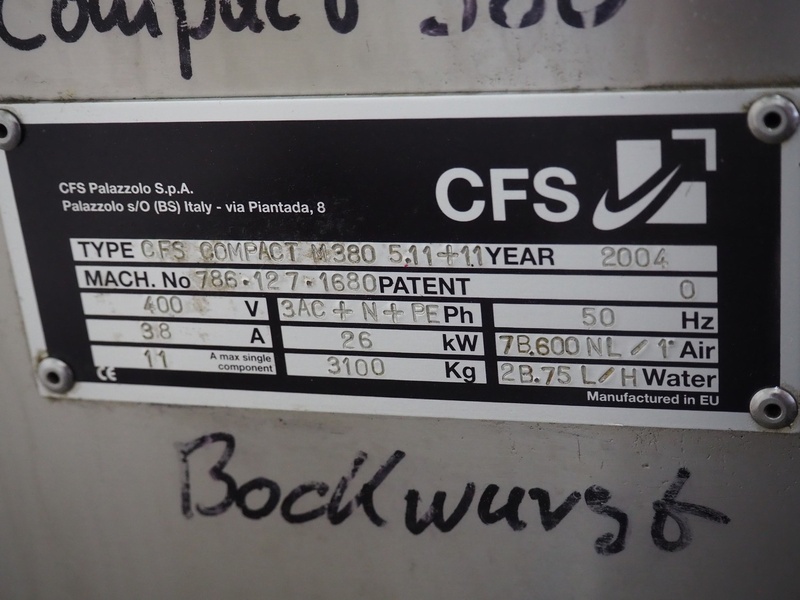 Compact 380
CFS Palazzolo S.p.A.
Palazzolo s/O (BS) Italy - via Piantada, 8
CFS
TYPE CFS COMPACT M380 5.11+1.1 YEAR 2004
MACH. No 786.127.1680 PATENT 0
400 V 3AC + N + PE Ph 50 Hz
38 A 26 kW 7B.600 NL / 1' Air
11 A max single component 3100 Kg 2B.75 L/H Water
CE
Manufactured in EU
Bockwurst